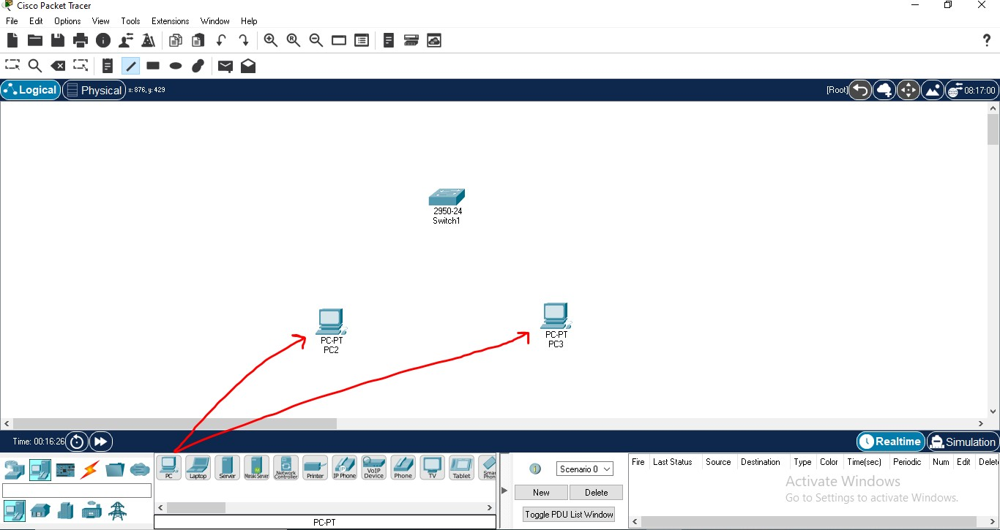 Cisco Packet Tracer
File Edit Options View Tools Extensions Window Help
?
Logical Physical x: 876, y: 429 [Root] 08:17:00
2950-24
Switch1
PC-PT
PC2
PC-PT
PC3
Time: 00:16:26 Realtime Simulation
PC Laptop Server Meraki Server Network Controller Printer IP Phone VoIP Device Phone TV Tablet Smart Phone
PC-PT
Scenario 0
New Delete
Toggle PDU List Window
Fire Last Status Source Destination Type Color Time(sec) Periodic Num Edit Delet
Activate Windows
Go to Settings to activate Windows.